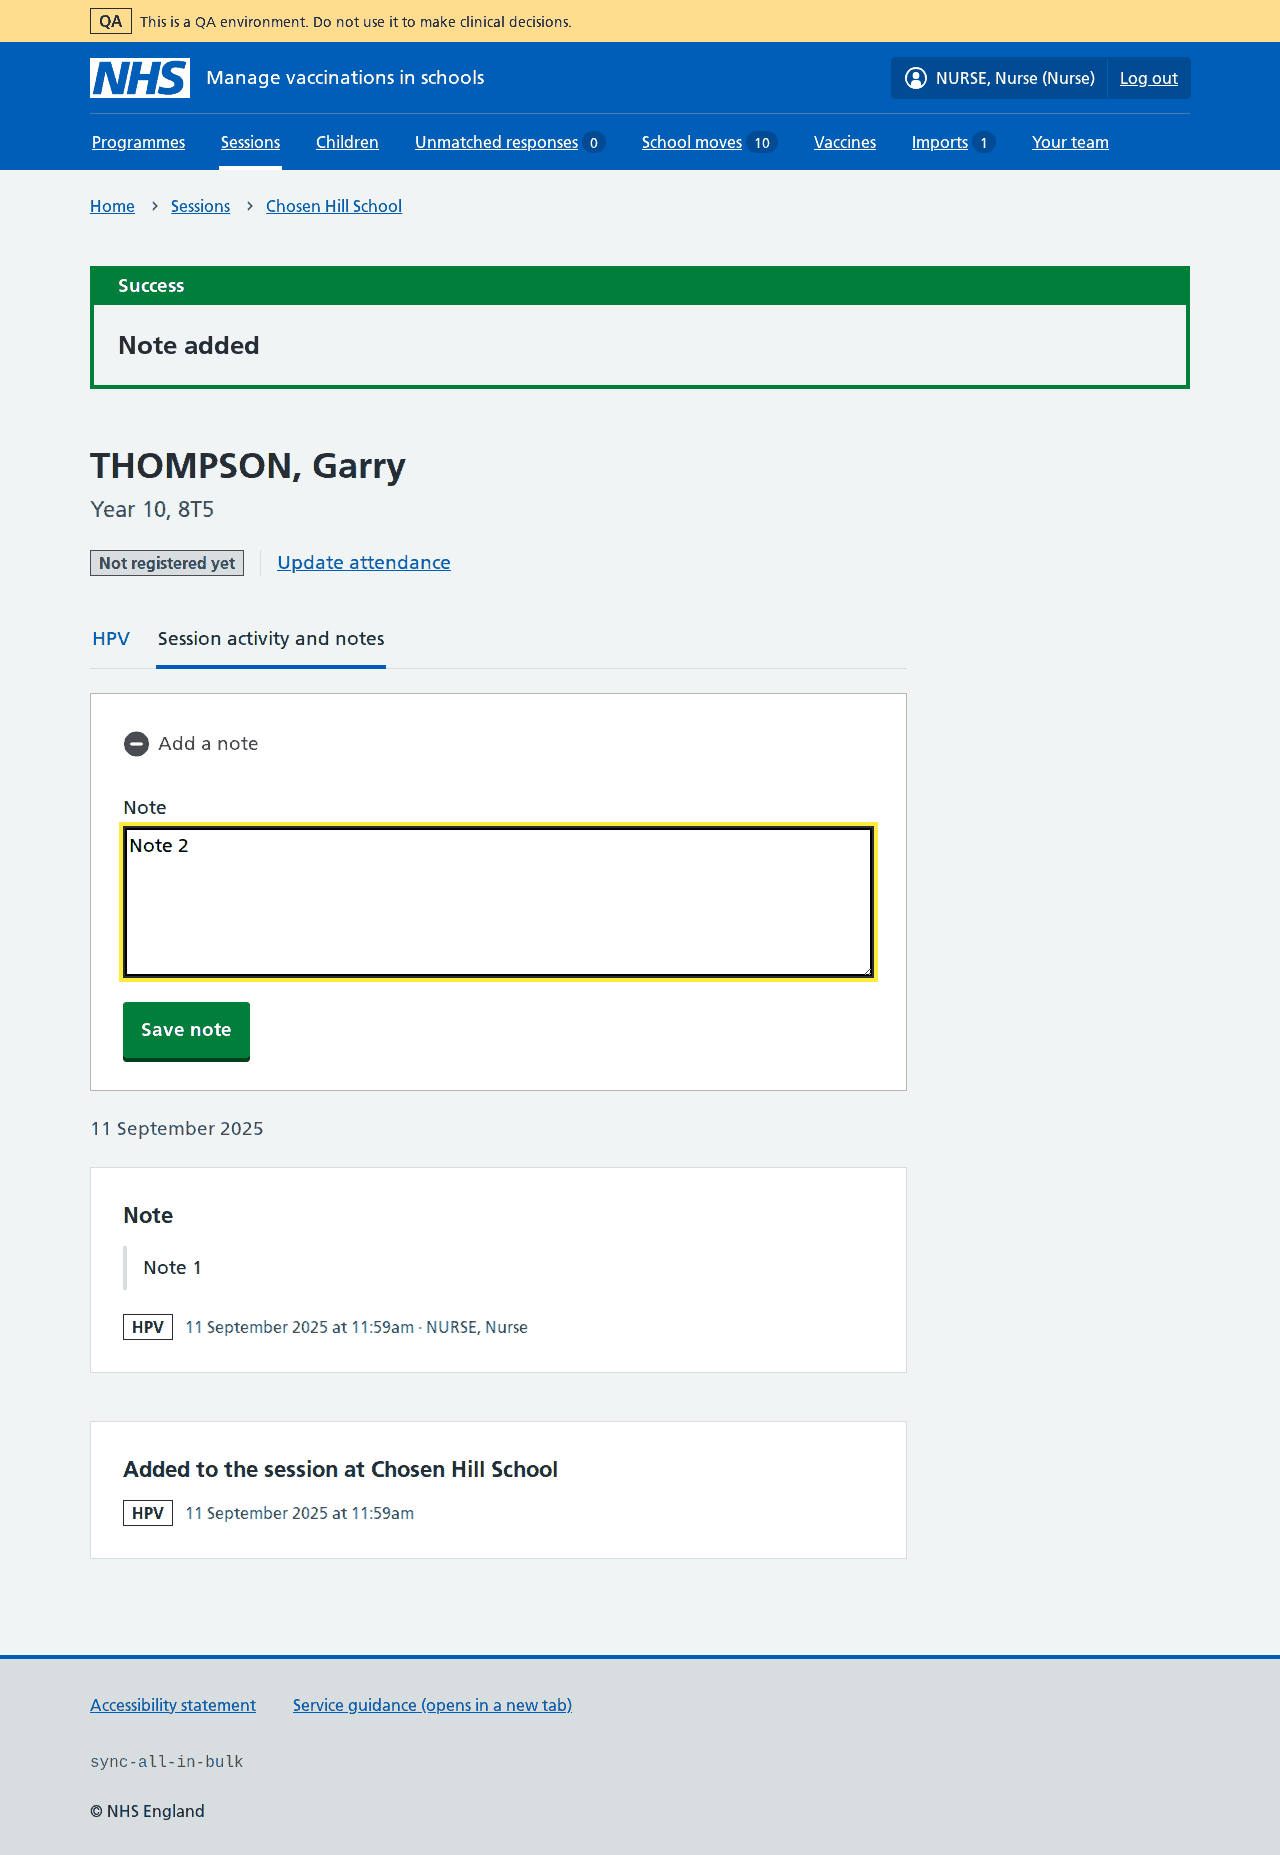 QA This is a QA environment. Do not use it to make clinical decisions.
NHS Manage vaccinations in schools NURSE, Nurse (Nurse) Log out
Programmes Sessions Children Unmatched responses 0 School moves 10 Vaccines Imports 1 Your team
Home › Sessions › Chosen Hill School
Success
Note added
THOMPSON, Garry
Year 10, 8T5
Not registered yet Update attendance
HPV Session activity and notes
Add a note
Note
Note 2
Save note
11 September 2025
Note
Note 1
HPV 11 September 2025 at 11:59am · NURSE, Nurse
Added to the session at Chosen Hill School
HPV 11 September 2025 at 11:59am
Accessibility statement Service guidance (opens in a new tab)
sync-all-in-bulk
© NHS England